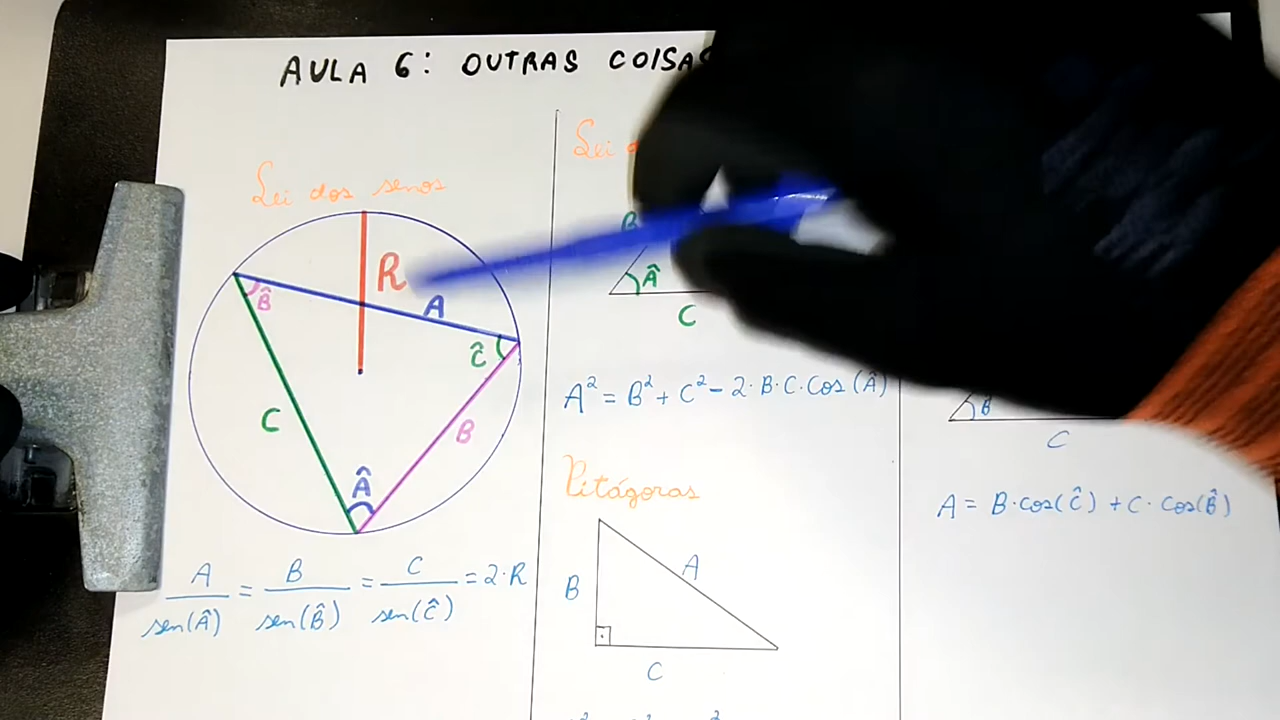 AULA 6: OUTRAS COISAS
Lei dos senos
R
A
B̂
Ĉ
C
B
Â
A/sen(Â) = B/sen(B̂) = C/sen(Ĉ) = 2·R
Lei
B
Â
C
A² = B² + C² - 2·B·C·Cos(Â)
Pitágoras
B
A
C
B̂
C
A = B·cos(Ĉ) + C·Cos(B̂)